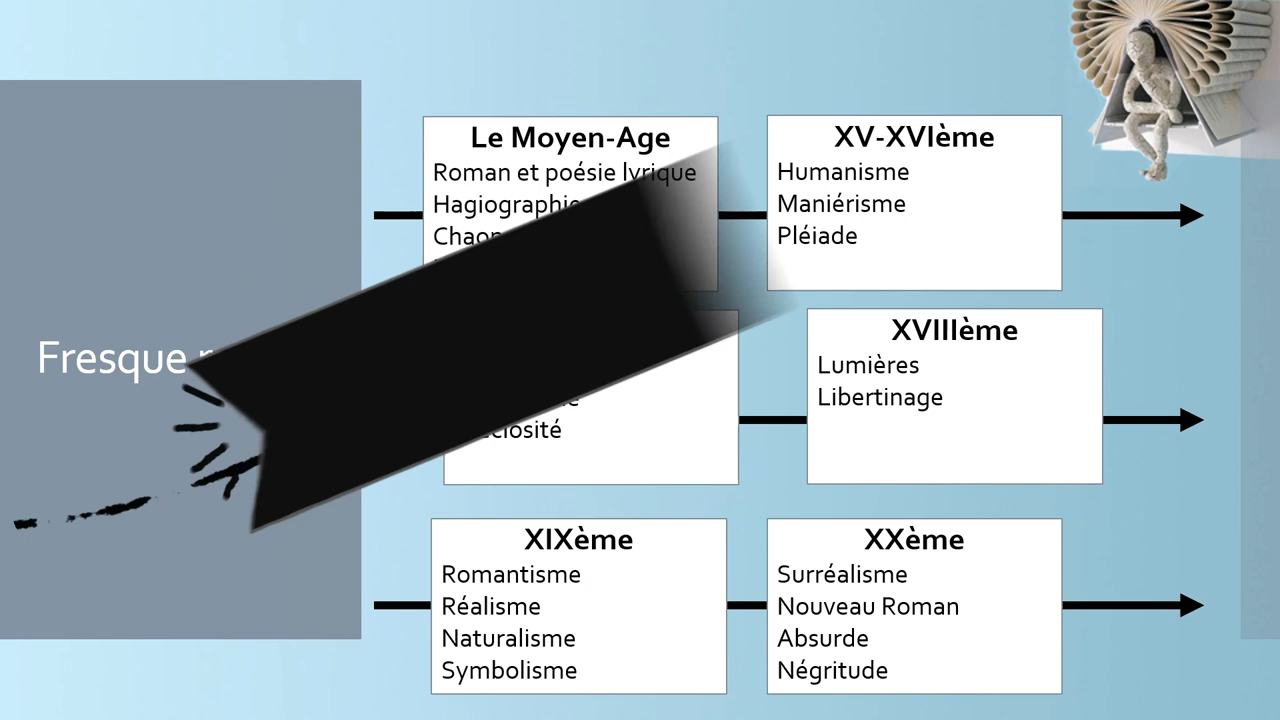 Fresque
Le Moyen-Age
Roman et poésie lyrique
Hagiographie
XV-XVIème
Humanisme
Maniérisme
Pléiade
XVIIIème
Lumières
Libertinage
XIXème
Romantisme
Réalisme
Naturalisme
Symbolisme
XXème
Surréalisme
Nouveau Roman
Absurde
Négritude